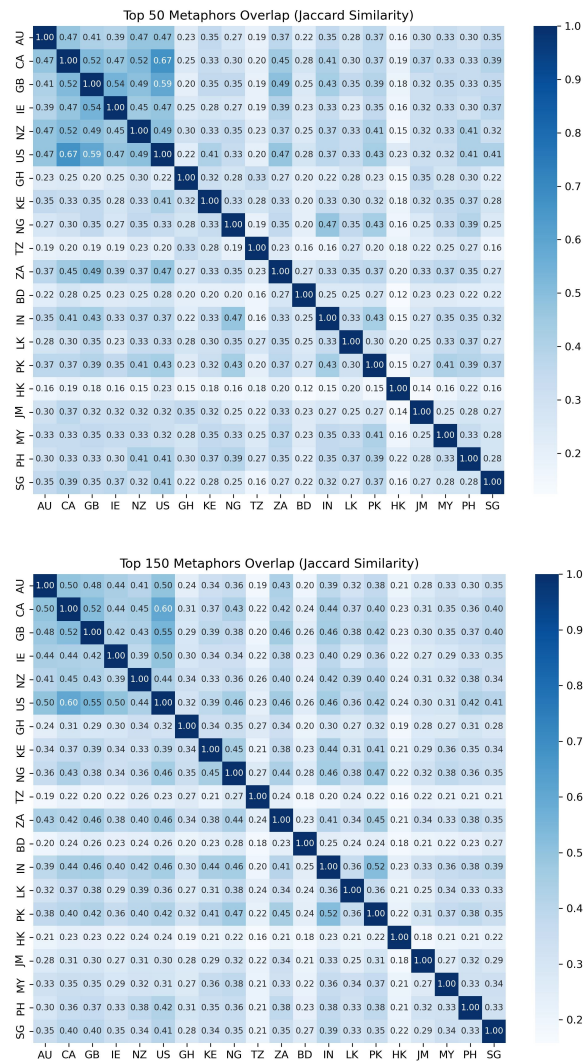 Top 50 Metaphors Overlap (Jaccard Similarity)
AU 1.00 0.47 0.41 0.39 0.47 0.47 0.23 0.35 0.27 0.19 0.37 0.22 0.35 0.28 0.37 0.16 0.30 0.33 0.30 0.35
CA 0.47 1.00 0.52 0.47 0.52 0.67 0.25 0.33 0.30 0.20 0.45 0.28 0.41 0.30 0.37 0.19 0.37 0.33 0.33 0.39
GB 0.41 0.52 1.00 0.54 0.49 0.59 0.20 0.35 0.35 0.19 0.49 0.25 0.43 0.35 0.39 0.18 0.32 0.35 0.30 0.35
IE 0.39 0.47 0.54 1.00 0.45 0.47 0.25 0.28 0.27 0.19 0.39 0.23 0.33 0.23 0.35 0.16 0.32 0.33 0.30 0.37
NZ 0.47 0.52 0.49 0.45 1.00 0.49 0.30 0.33 0.35 0.23 0.37 0.25 0.37 0.33 0.41 0.15 0.32 0.33 0.41 0.32
US 0.47 0.67 0.59 0.47 0.49 1.00 0.22 0.41 0.33 0.20 0.47 0.28 0.37 0.33 0.43 0.23 0.32 0.32 0.41 0.41
GH 0.23 0.25 0.20 0.25 0.30 0.22 1.00 0.32 0.28 0.33 0.27 0.20 0.22 0.28 0.32 0.15 0.35 0.28 0.30 0.22
KE 0.35 0.33 0.35 0.28 0.33 0.41 0.32 1.00 0.33 0.28 0.33 0.20 0.33 0.30 0.32 0.18 0.32 0.35 0.37 0.28
NG 0.27 0.30 0.35 0.27 0.35 0.33 0.28 0.33 1.00 0.19 0.35 0.20 0.47 0.35 0.43 0.16 0.25 0.33 0.39 0.25
TZ 0.19 0.20 0.19 0.19 0.23 0.20 0.33 0.28 0.19 1.00 0.23 0.16 0.16 0.27 0.20 0.18 0.22 0.25 0.27 0.16
ZA 0.37 0.45 0.49 0.39 0.37 0.47 0.27 0.33 0.35 0.23 1.00 0.27 0.33 0.35 0.37 0.20 0.33 0.37 0.35 0.27
BD 0.22 0.28 0.25 0.23 0.25 0.28 0.20 0.20 0.20 0.16 0.27 1.00 0.25 0.25 0.27 0.12 0.23 0.23 0.22 0.22
IN 0.35 0.41 0.43 0.33 0.37 0.37 0.22 0.33 0.47 0.16 0.33 0.25 1.00 0.33 0.43 0.15 0.27 0.35 0.35 0.32
LK 0.28 0.30 0.35 0.23 0.33 0.33 0.28 0.30 0.35 0.27 0.35 0.25 0.33 1.00 0.30 0.20 0.25 0.33 0.37 0.27
PK 0.37 0.37 0.39 0.35 0.41 0.43 0.32 0.32 0.43 0.20 0.37 0.27 0.43 0.30 1.00 0.15 0.27 0.41 0.39 0.37
HK 0.16 0.19 0.18 0.16 0.15 0.23 0.15 0.18 0.16 0.18 0.20 0.12 0.15 0.20 0.15 1.00 0.14 0.16 0.22 0.16
JM 0.30 0.37 0.32 0.32 0.32 0.32 0.35 0.32 0.25 0.22 0.33 0.23 0.27 0.25 0.27 0.14 1.00 0.25 0.28 0.27
MY 0.33 0.33 0.35 0.33 0.33 0.32 0.28 0.35 0.33 0.25 0.37 0.23 0.35 0.33 0.41 0.16 0.25 1.00 0.33 0.28
PH 0.30 0.33 0.30 0.30 0.41 0.41 0.30 0.37 0.39 0.27 0.35 0.22 0.35 0.37 0.39 0.22 0.28 0.33 1.00 0.28
SG 0.35 0.39 0.35 0.37 0.32 0.41 0.22 0.28 0.25 0.16 0.27 0.22 0.32 0.27 0.37 0.16 0.27 0.28 0.28 1.00
AU CA GB IE NZ US GH KE NG TZ ZA BD IN LK PK HK JM MY PH SG
1.0
0.9
0.8
0.7
0.6
0.5
0.4
0.3
0.2
Top 150 Metaphors Overlap (Jaccard Similarity)
AU 1.00 0.50 0.48 0.44 0.41 0.50 0.24 0.34 0.36 0.19 0.43 0.20 0.39 0.32 0.38 0.21 0.28 0.33 0.30 0.35
CA 0.50 1.00 0.52 0.44 0.45 0.60 0.31 0.37 0.43 0.22 0.42 0.24 0.44 0.37 0.40 0.23 0.31 0.35 0.36 0.40
GB 0.48 0.52 1.00 0.42 0.43 0.55 0.29 0.39 0.38 0.20 0.46 0.26 0.46 0.38 0.42 0.23 0.30 0.35 0.37 0.40
IE 0.44 0.44 0.42 1.00 0.39 0.50 0.30 0.34 0.34 0.22 0.38 0.23 0.40 0.29 0.36 0.22 0.27 0.29 0.33 0.35
NZ 0.41 0.45 0.43 0.39 1.00 0.44 0.34 0.33 0.36 0.26 0.40 0.24 0.42 0.39 0.40 0.24 0.31 0.32 0.38 0.34
US 0.50 0.60 0.55 0.50 0.44 1.00 0.32 0.39 0.46 0.23 0.46 0.26 0.46 0.36 0.42 0.24 0.30 0.31 0.42 0.41
GH 0.24 0.31 0.29 0.30 0.34 0.32 1.00 0.34 0.35 0.27 0.34 0.20 0.30 0.27 0.32 0.19 0.28 0.27 0.31 0.28
KE 0.34 0.37 0.39 0.34 0.33 0.39 0.34 1.00 0.45 0.21 0.38 0.23 0.44 0.31 0.41 0.21 0.29 0.36 0.35 0.34
NG 0.36 0.43 0.38 0.34 0.36 0.46 0.35 0.45 1.00 0.27 0.44 0.28 0.46 0.38 0.47 0.22 0.32 0.38 0.36 0.35
TZ 0.19 0.22 0.20 0.22 0.26 0.23 0.27 0.21 0.27 1.00 0.24 0.18 0.20 0.24 0.22 0.16 0.22 0.21 0.21 0.21
ZA 0.43 0.42 0.46 0.38 0.40 0.46 0.34 0.38 0.44 0.24 1.00 0.23 0.41 0.34 0.45 0.21 0.34 0.36 0.38 0.34
BD 0.20 0.24 0.26 0.23 0.24 0.26 0.20 0.23 0.28 0.18 0.23 1.00 0.25 0.24 0.24 0.18 0.21 0.22 0.23 0.27
IN 0.39 0.44 0.46 0.40 0.42 0.46 0.30 0.44 0.46 0.20 0.41 0.25 1.00 0.36 0.52 0.23 0.33 0.36 0.38 0.39
LK 0.32 0.37 0.38 0.29 0.39 0.36 0.27 0.31 0.38 0.24 0.34 0.24 0.36 1.00 0.36 0.21 0.25 0.34 0.33 0.33
PK 0.38 0.40 0.42 0.36 0.40 0.42 0.32 0.41 0.47 0.22 0.45 0.24 0.52 0.36 1.00 0.22 0.31 0.37 0.38 0.35
HK 0.21 0.23 0.23 0.22 0.24 0.24 0.19 0.21 0.22 0.16 0.21 0.18 0.23 0.21 0.22 1.00 0.18 0.21 0.21 0.22
JM 0.28 0.31 0.30 0.27 0.31 0.30 0.28 0.29 0.32 0.22 0.34 0.21 0.33 0.25 0.31 0.18 1.00 0.27 0.32 0.29
MY 0.33 0.35 0.35 0.29 0.32 0.31 0.27 0.36 0.38 0.21 0.36 0.22 0.36 0.34 0.37 0.21 0.27 1.00 0.33 0.34
PH 0.30 0.36 0.37 0.33 0.38 0.42 0.31 0.35 0.36 0.21 0.38 0.23 0.38 0.33 0.38 0.21 0.32 0.33 1.00 0.33
SG 0.35 0.40 0.40 0.35 0.34 0.41 0.28 0.34 0.35 0.21 0.34 0.27 0.39 0.33 0.35 0.22 0.29 0.34 0.33 1.00
AU CA GB IE NZ US GH KE NG TZ ZA BD IN LK PK HK JM MY PH SG
1.0
0.9
0.8
0.7
0.6
0.5
0.4
0.3
0.2